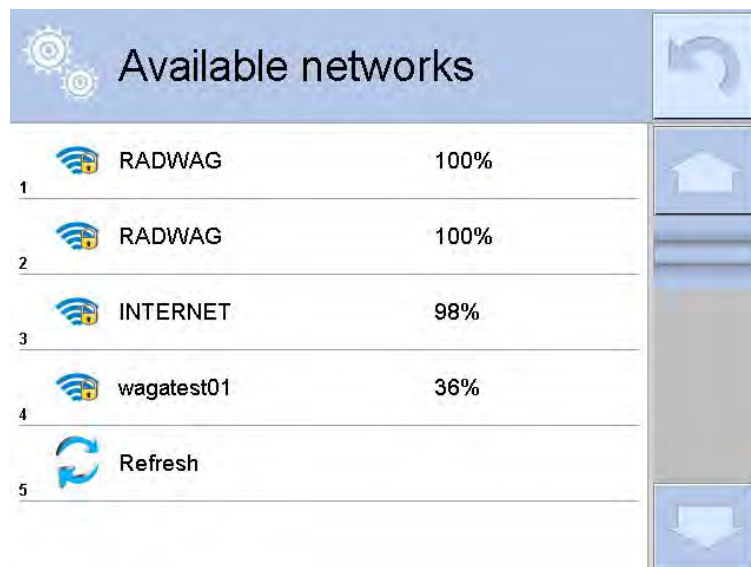 Available networks
RADWAG 100%
1
RADWAG 100%
2
INTERNET 98%
3
wagatest01 36%
4
Refresh
5